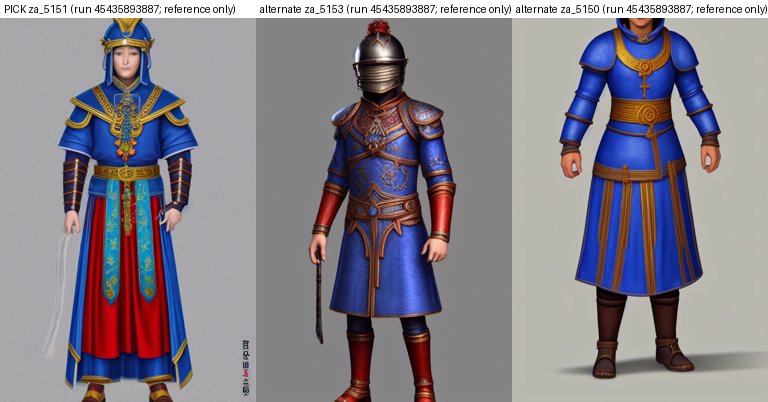 PICK za_5151 (run 45435893887; reference only)
alternate za_5153 (run 45435893887; reference only)
alternate za_5150 (run 45435893887; reference only)